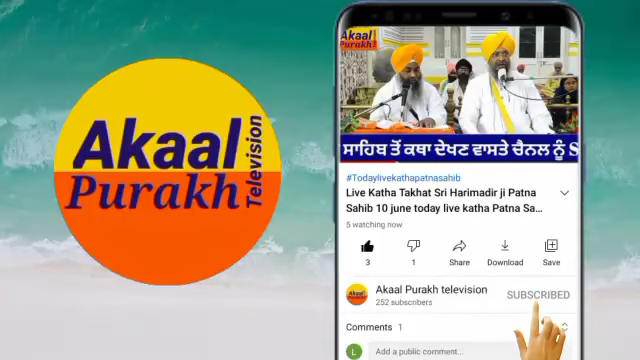 Akaal
Purakh
Television
Akaal
Purakh
ਸਾਹਿਬ ਤੋਂ ਕਥਾ ਦੇਖਣ ਵਾਸਤੇ ਚੈਨਲ ਨੂੰ S
#Todaylivekathapatnasahib
Live Katha Takhat Sri Harimadir ji Patna
Sahib 10 june today live katha Patna Sa...
5 watching now
3 1 Share Download Save
Akaal Purakh television
252 subscribers
SUBSCRIBED
Comments 1
L
Add a public comment...